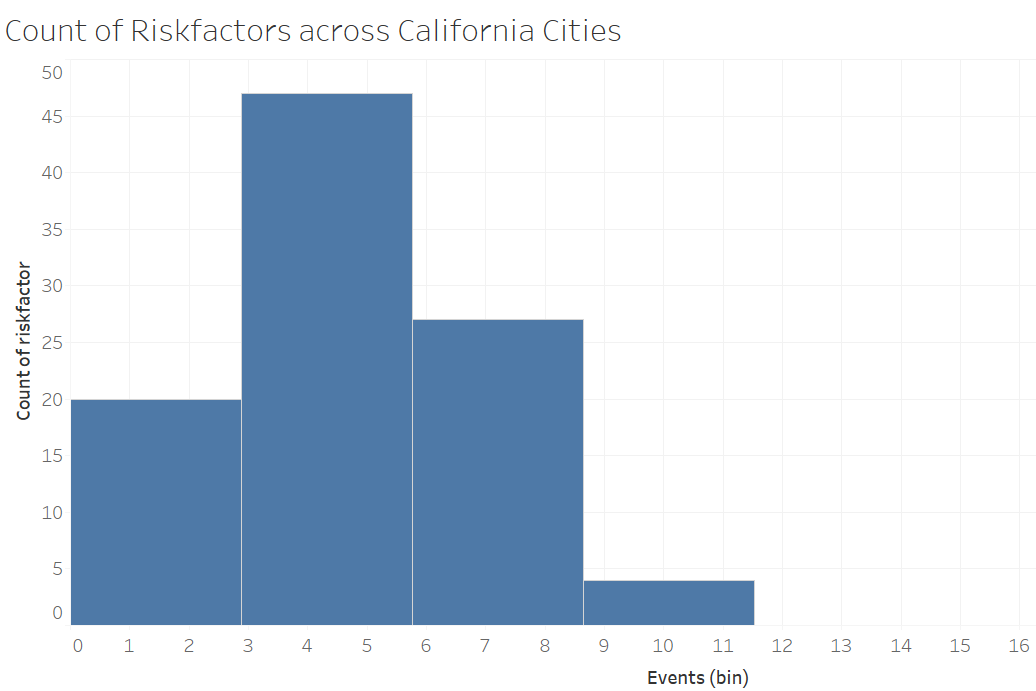 Count of Riskfactors across California Cities
50
45
40
35
30
25
20
15
10
5
0
Count of riskfactor
0 1 2 3 4 5 6 7 8 9 10 11 12 13 14 15 16
Events (bin)